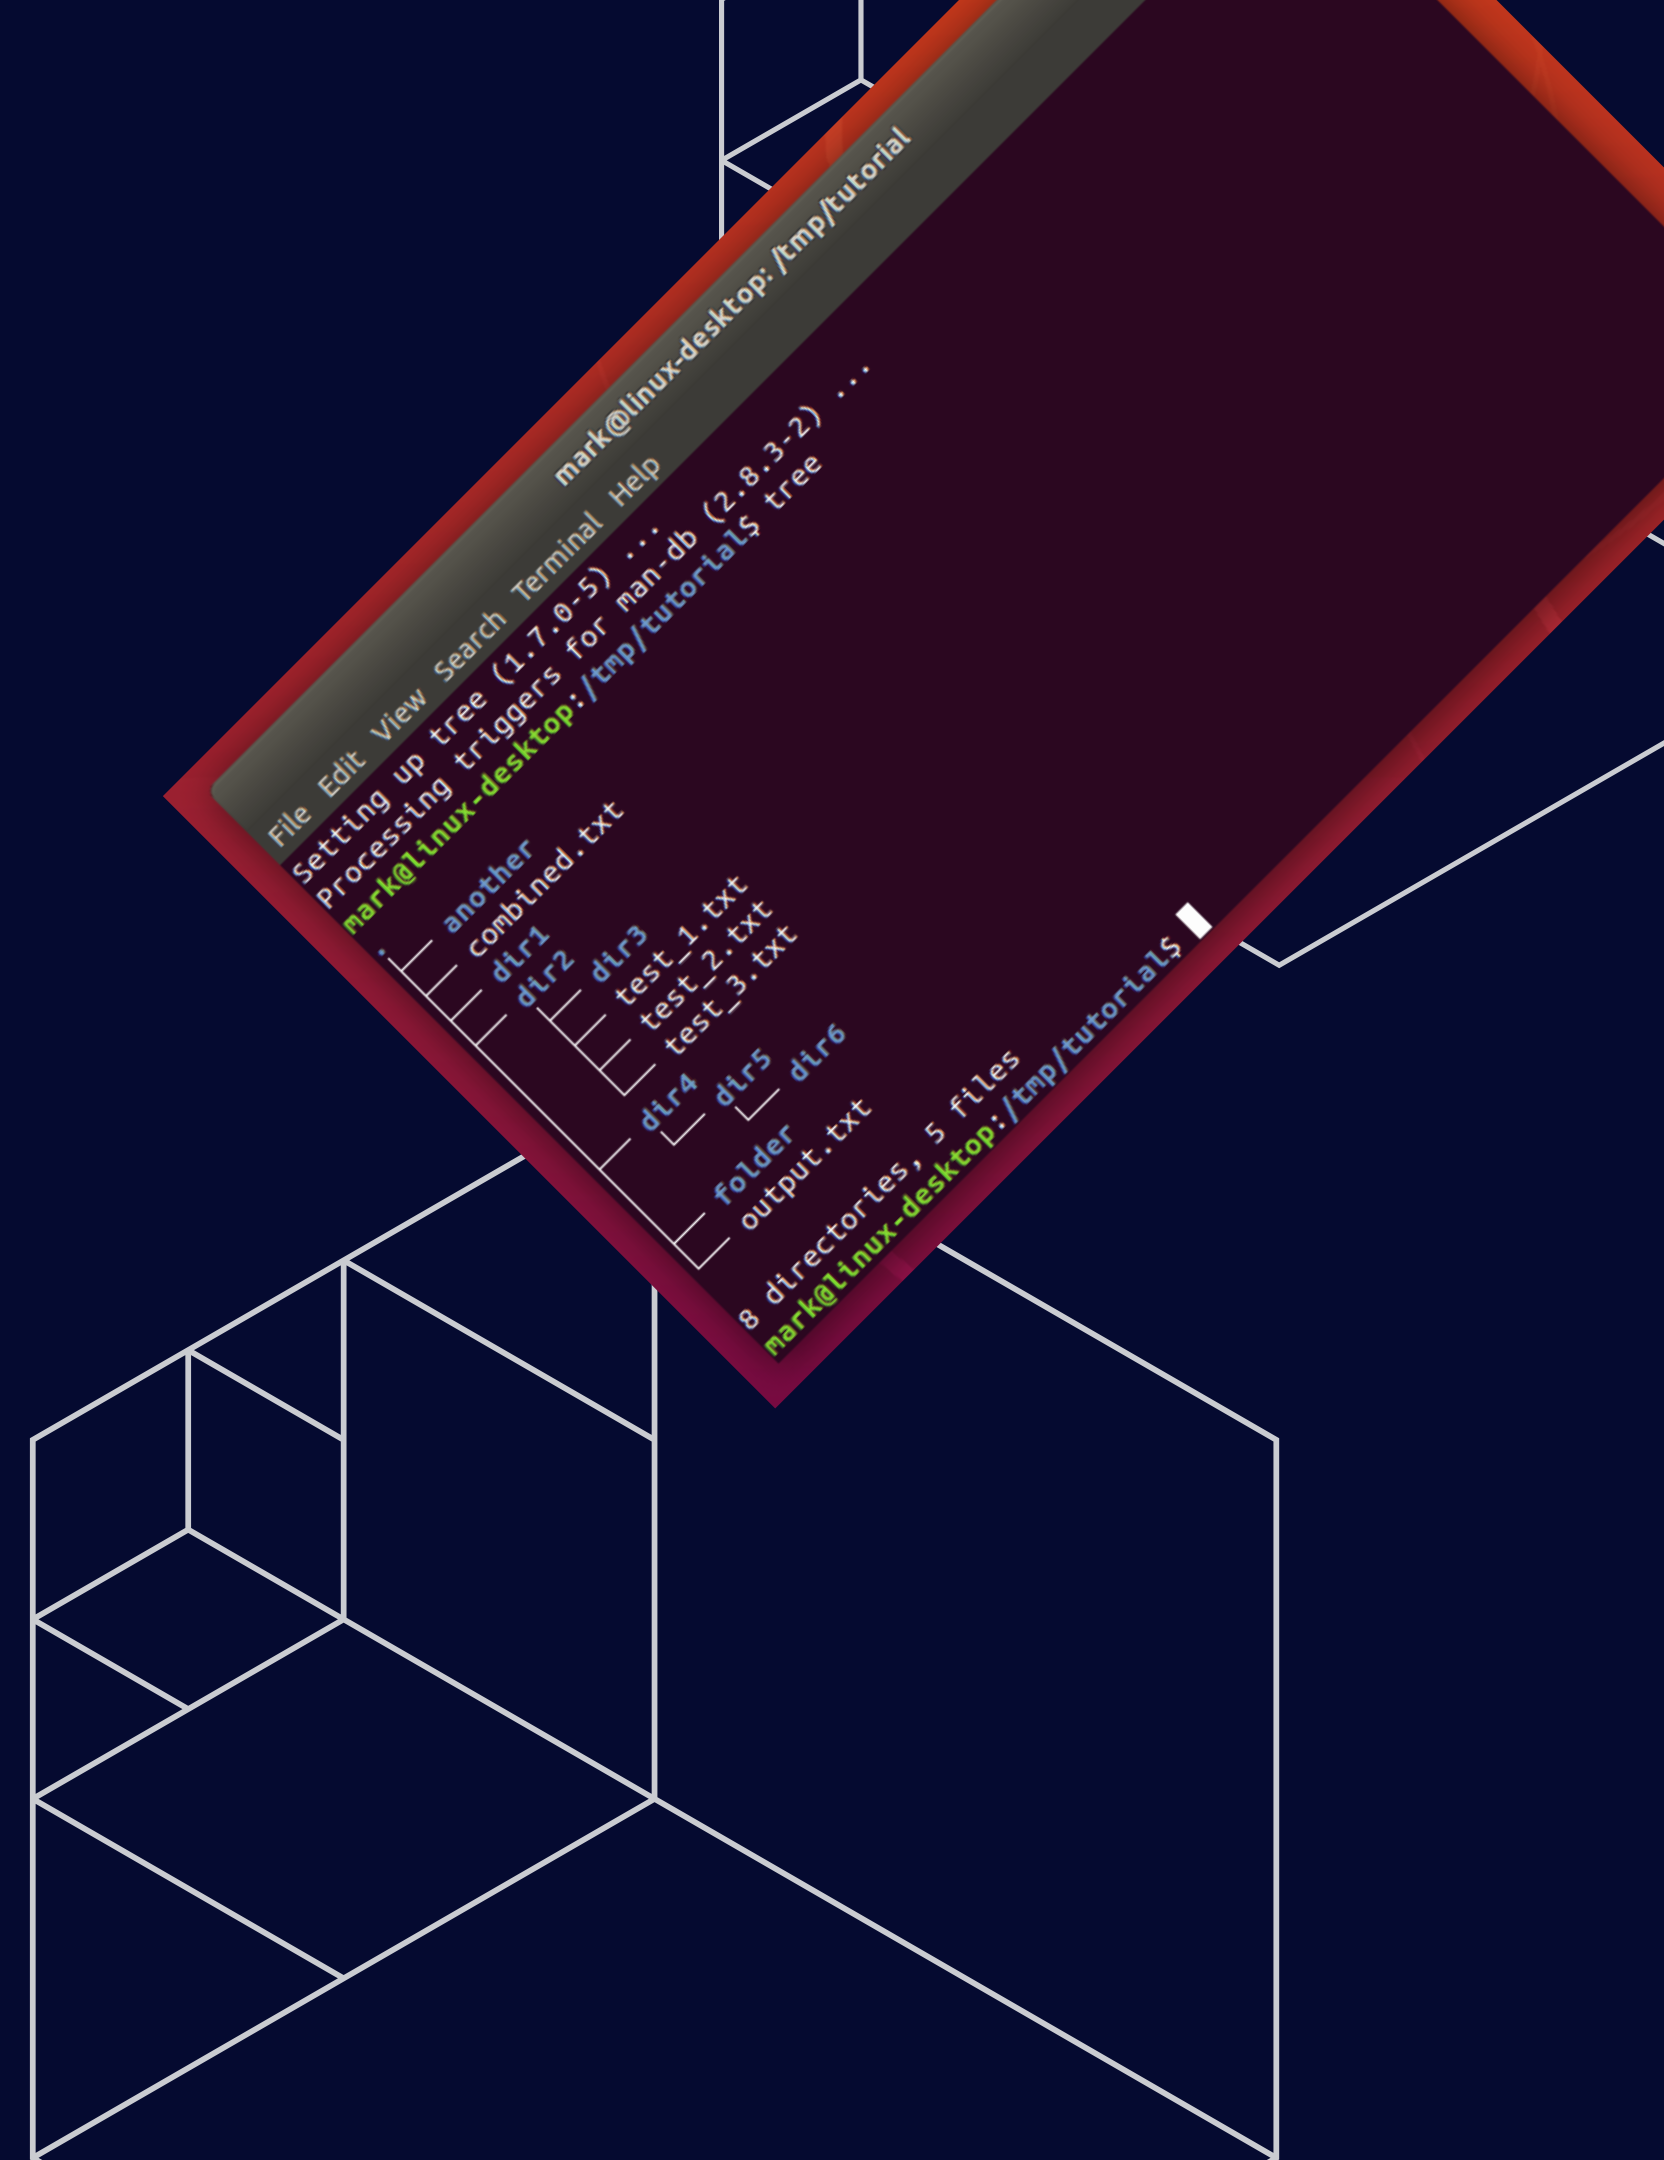 mark@linux-desktop: /tmp/tutorial
File Edit View Search Terminal Help
Setting up tree (1.7.0-5) ...
Processing triggers for man-db (2.8.3-2) ...
mark@linux-desktop:/tmp/tutorial$ tree
.
├── another
├── combined.txt
├── dir1
├── dir2
│   ├── dir3
│   ├── test_1.txt
│   ├── test_2.txt
│   └── test_3.txt
├── dir4
│   └── dir5
│       └── dir6
├── folder
└── output.txt
8 directories, 5 files
mark@linux-desktop:/tmp/tutorial$